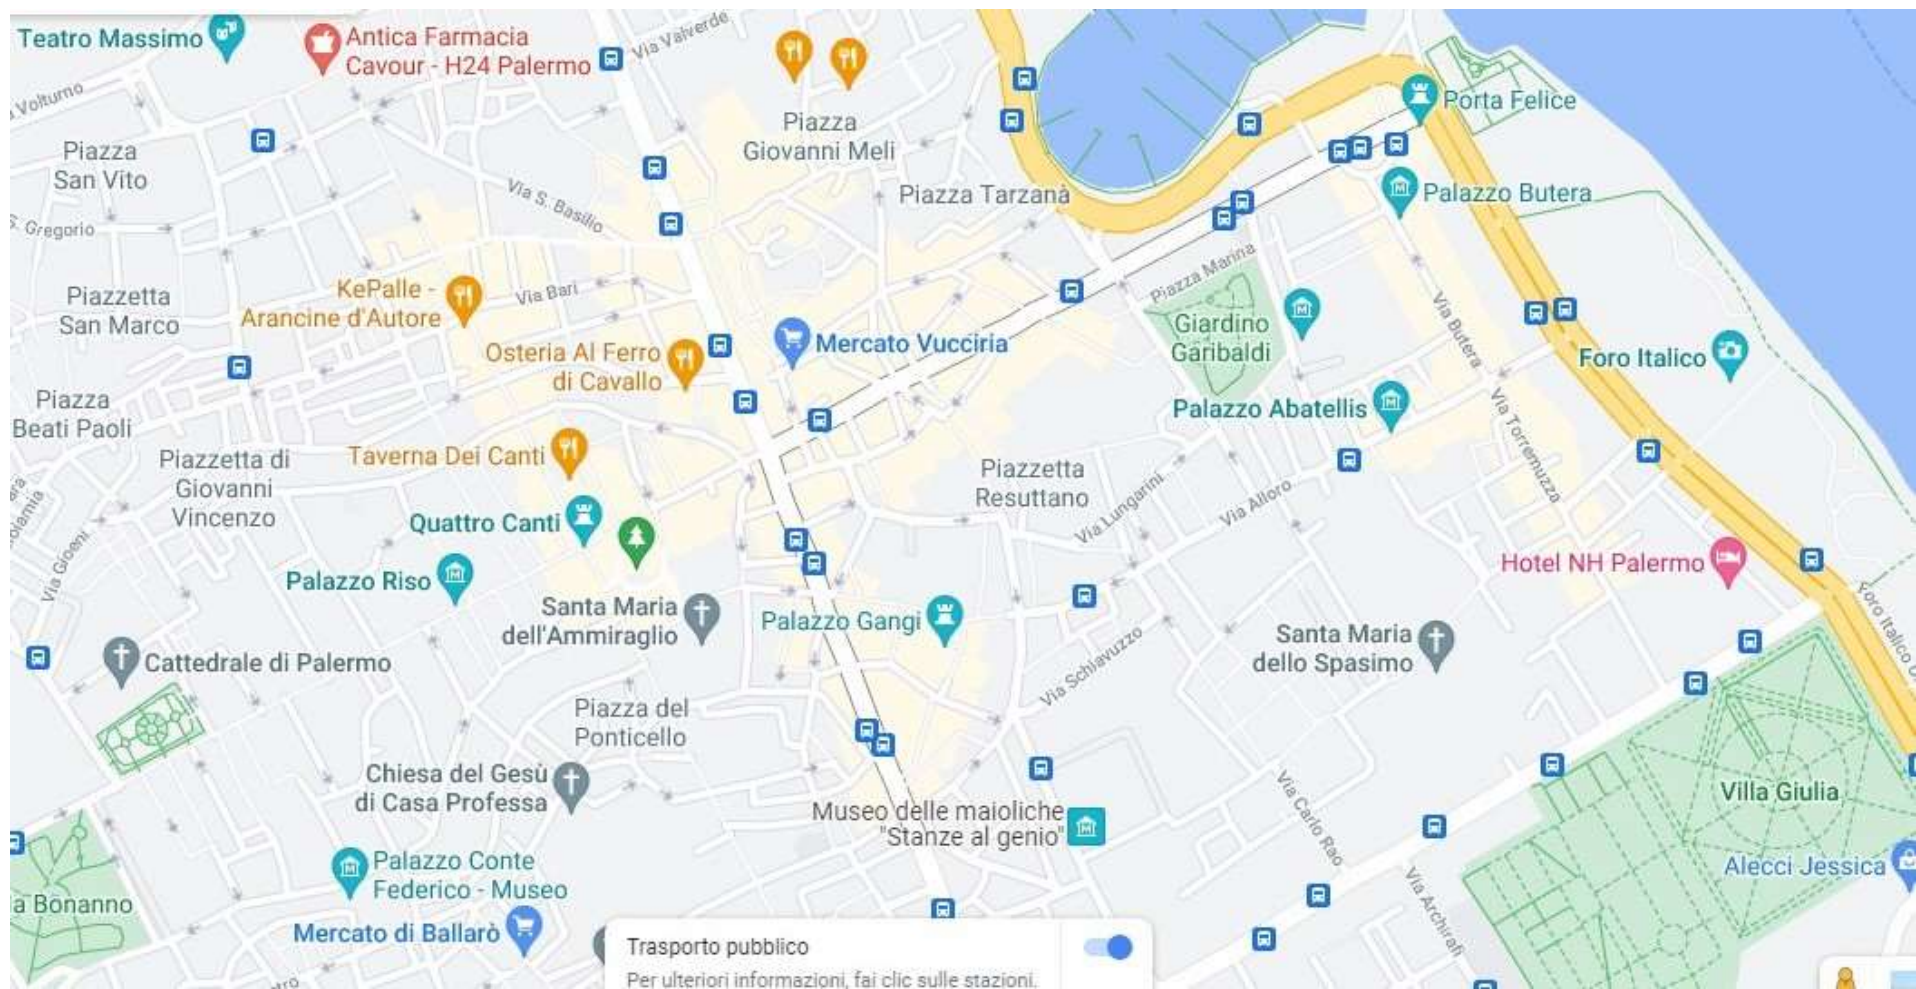 Teatro Massimo
Antica Farmacia
Cavour - H24 Palermo
Via Valverde
Volturno
Piazza
San Vito
Piazza
Giovanni Meli
Porta Felice
Via S. Basilio
Piazza Tarzanà
Palazzo Butera
S. Gregorio
Piazzetta
San Marco
KePalle -
Arancine d'Autore
Via Bari
Piazza Marina
Giardino
Garibaldi
Via Butera
Foro Italico
Osteria Al Ferro
di Cavallo
Mercato Vucciria
Piazza
Beati Paoli
Palazzo Abatellis
Via Torremuzza
Taverna Dei Canti
Piazzetta di
Giovanni
Vincenzo
Piazzetta
Resuttano
Via Lungarini
Via Alloro
Quattro Canti
Via Gioeni
Palazzo Riso
Hotel NH Palermo
Santa Maria
dell'Ammiraglio
Palazzo Gangi
Foro Italico U
Santa Maria
dello Spasimo
Cattedrale di Palermo
Via Schiavuzzo
Piazza del
Ponticello
Chiesa del Gesù
di Casa Professa
Via Carlo Rao
Villa Giulia
Museo delle maioliche
"Stanze al genio"
Palazzo Conte
Federico - Museo
Alecci Jessica
a Bonanno
Via Archirafi
Mercato di Ballarò
Trasporto pubblico
Per ulteriori informazioni, fai clic sulle stazioni.